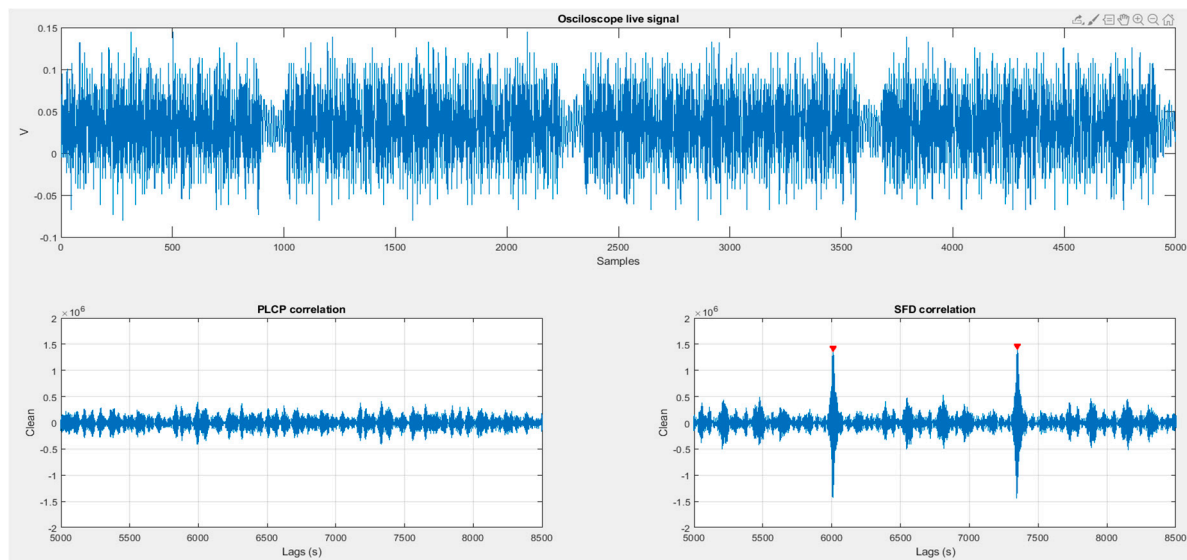 Osciloscope live signal
0.15
0.1
0.05
0
-0.05
-0.1
V
0 500 1000 1500 2000 2500 3000 3500 4000 4500 5000
Samples
PLCP correlation
×10⁶
2
1.5
1
0.5
0
-0.5
-1
-1.5
-2
Clean
5000 5500 6000 6500 7000 7500 8000 8500
Lags (s)
SFD correlation
×10⁶
2
1.5
1
0.5
0
-0.5
-1
-1.5
-2
Clean
5000 5500 6000 6500 7000 7500 8000 8500
Lags (s)